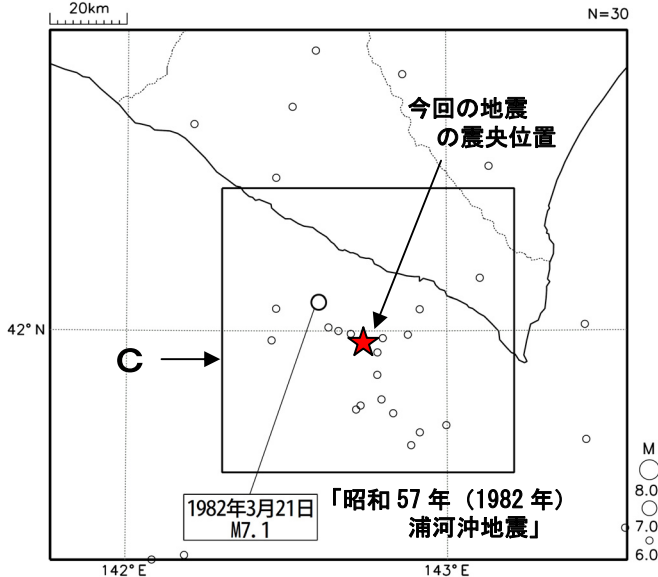 20km
N=30
今回の地震
の震央位置
42°N
C
1982年3月21日
M7.1
「昭和 57 年（1982 年）
浦河沖地震」
M
8.0
7.0
6.0
142°E
143°E